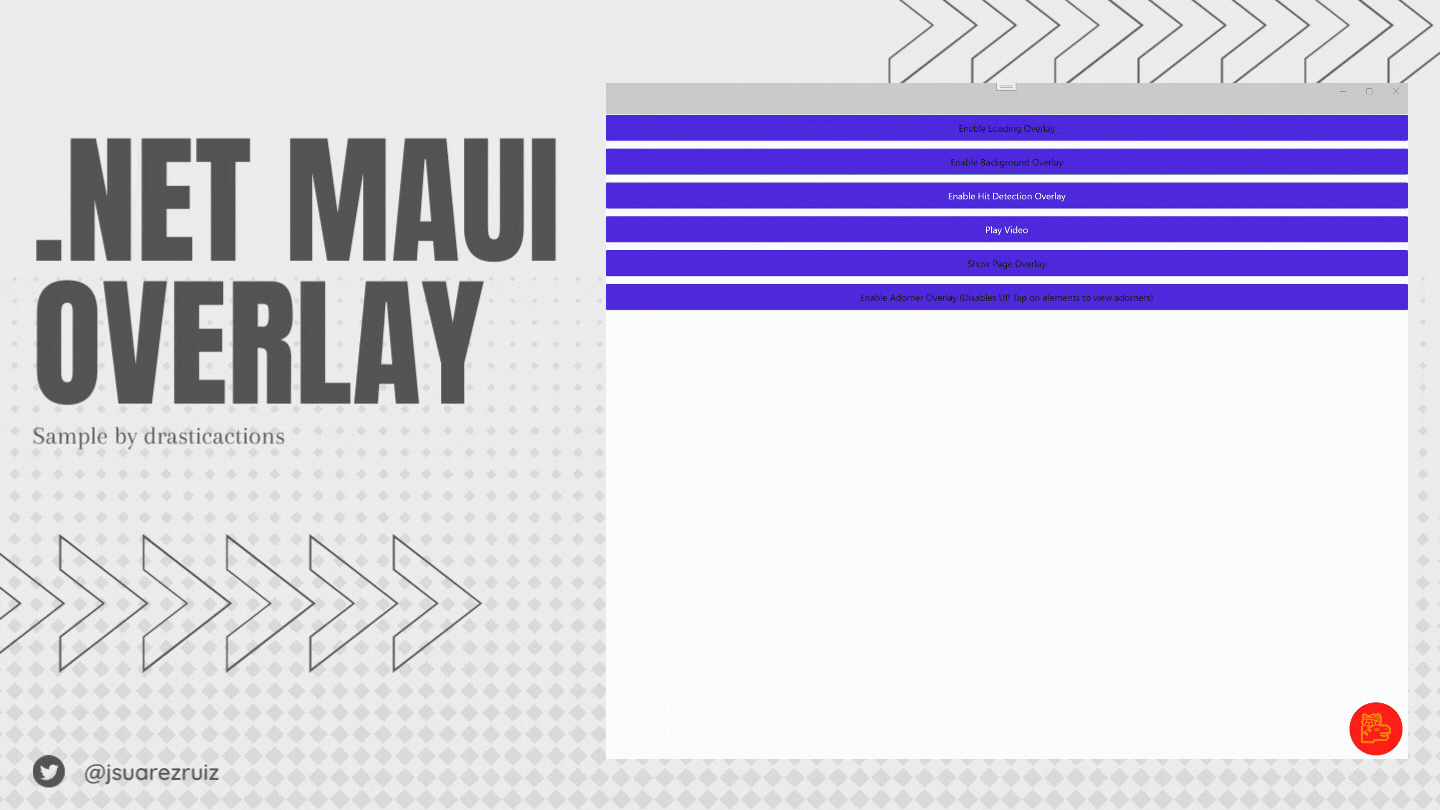 .NET MAUI
OVERLAY
Sample by drasticactions
@jsuarezruiz
Enable Loading Overlay
Enable Background Overlay
Enable Hit Detection Overlay
Play Video
Show Page Overlay
Enable Adorner Overlay (Disables UI! Tap on elements to view adorners)